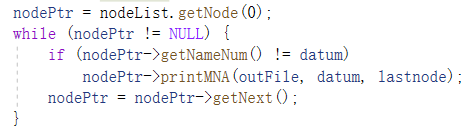 nodePtr = nodeList.getNode(0);
while (nodePtr != NULL) {
    if (nodePtr->getNameNum() != datum)
        nodePtr->printMNA(outFile, datum, lastnode);
    nodePtr = nodePtr->getNext();
}